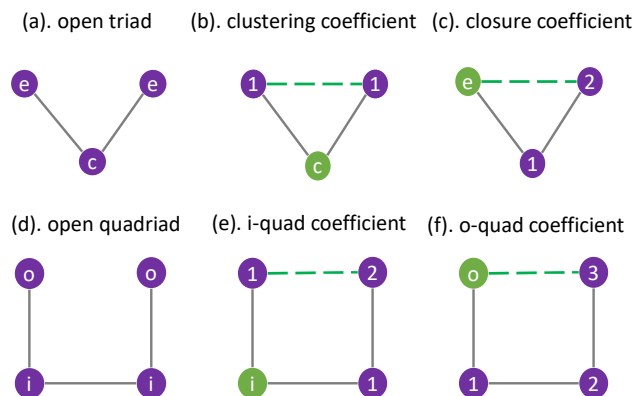 (a). open triad
(b). clustering coefficient
(c). closure coefficient
e e
1 1
e 2
c
c
1
(d). open quadriad
(e). i-quad coefficient
(f). o-quad coefficient
o o
1 2
o 3
i i
i 1
1 2